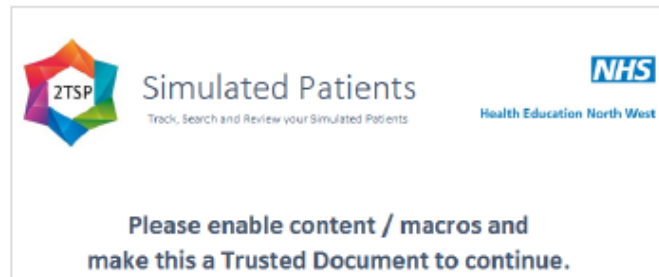 2TSP
Simulated Patients
Track, Search and Review your Simulated Patients
NHS
Health Education North West
Please enable content / macros and
make this a Trusted Document to continue.